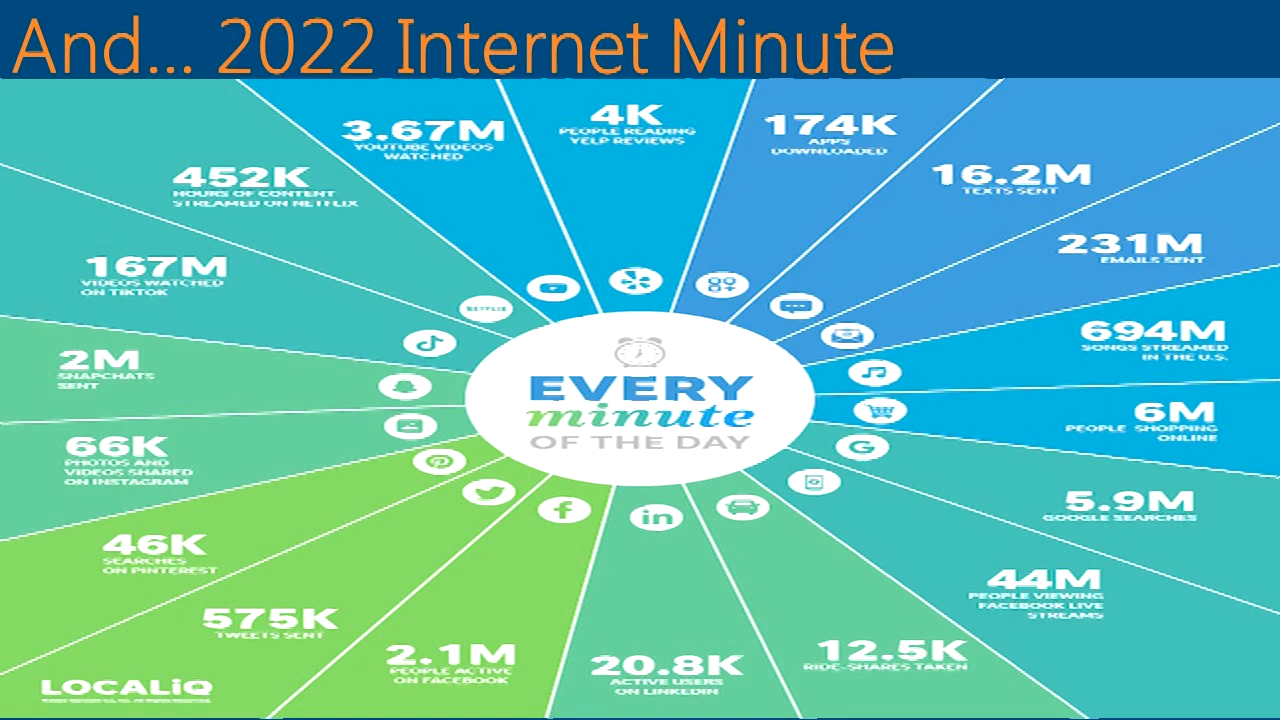 And... 2022 Internet Minute
4K
PEOPLE READING
YELP REVIEWS
174K
APPS
DOWNLOADED
16.2M
TEXTS SENT
231M
EMAILS SENT
694M
SONGS STREAMED
IN THE U.S.
6M
PEOPLE SHOPPING
ONLINE
5.9M
GOOGLE SEARCHES
44M
PEOPLE VIEWING
FACEBOOK LIVE
STREAMS
12.5K
RIDE-SHARES TAKEN
20.8K
ACTIVE USERS
ON LINKEDIN
2.1M
PEOPLE ACTIVE
ON FACEBOOK
575K
TWEETS SENT
46K
SEARCHES
ON PINTEREST
66K
PHOTOS AND
VIDEOS SHARED
ON INSTAGRAM
2M
SNAPCHATS
SENT
167M
VIDEOS WATCHED
ON TIKTOK
452K
HOURS OF CONTENT
STREAMED ON NETFLIX
3.67M
YOUTUBE VIDEOS
WATCHED
NETFLIX
G
f
in
EVERY
minute
OF THE DAY
LOCALiQ